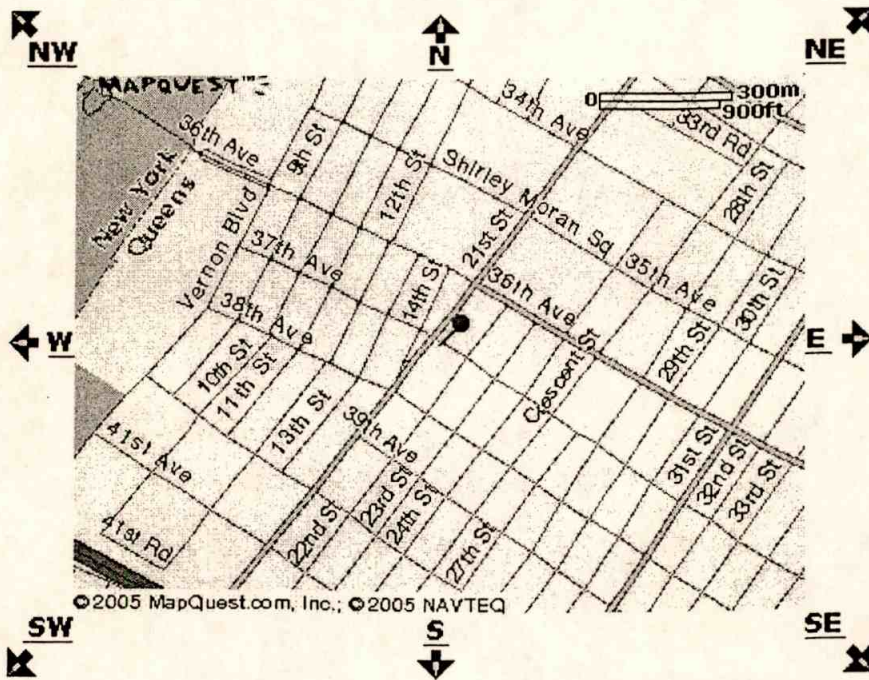 NW
N
NE
MAPQUEST
0
300m
900ft
34th Ave
33rd Rd
36th Ave
9th St
12th St
Shirley Moran Sq
28th St
New York
Queens
Vernon Blvd
37th Ave
21st St
35th Ave
30th St
14th St
36th Ave
38th Ave
W
E
10th St
11th St
29th St
Crescent St
13th St
39th Ave
31st St
32nd St
33rd St
41st Ave
23rd St
24th St
22nd St
27th St
41st Rd
©2005 MapQuest.com, Inc.; ©2005 NAVTEQ
SW
S
SE